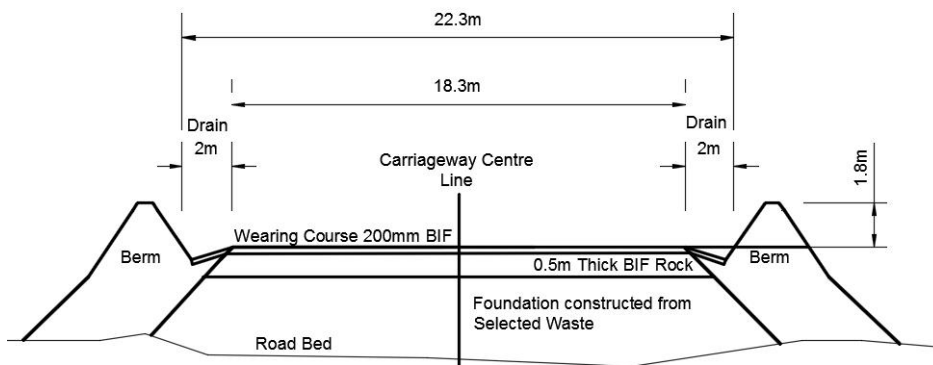 22.3m
18.3m
Drain
2m
Carriageway Centre
Line
Drain
2m
1.8m
Wearing Course 200mm BIF
Berm
0.5m Thick BIF Rock
Berm
Foundation constructed from
Selected Waste
Road Bed